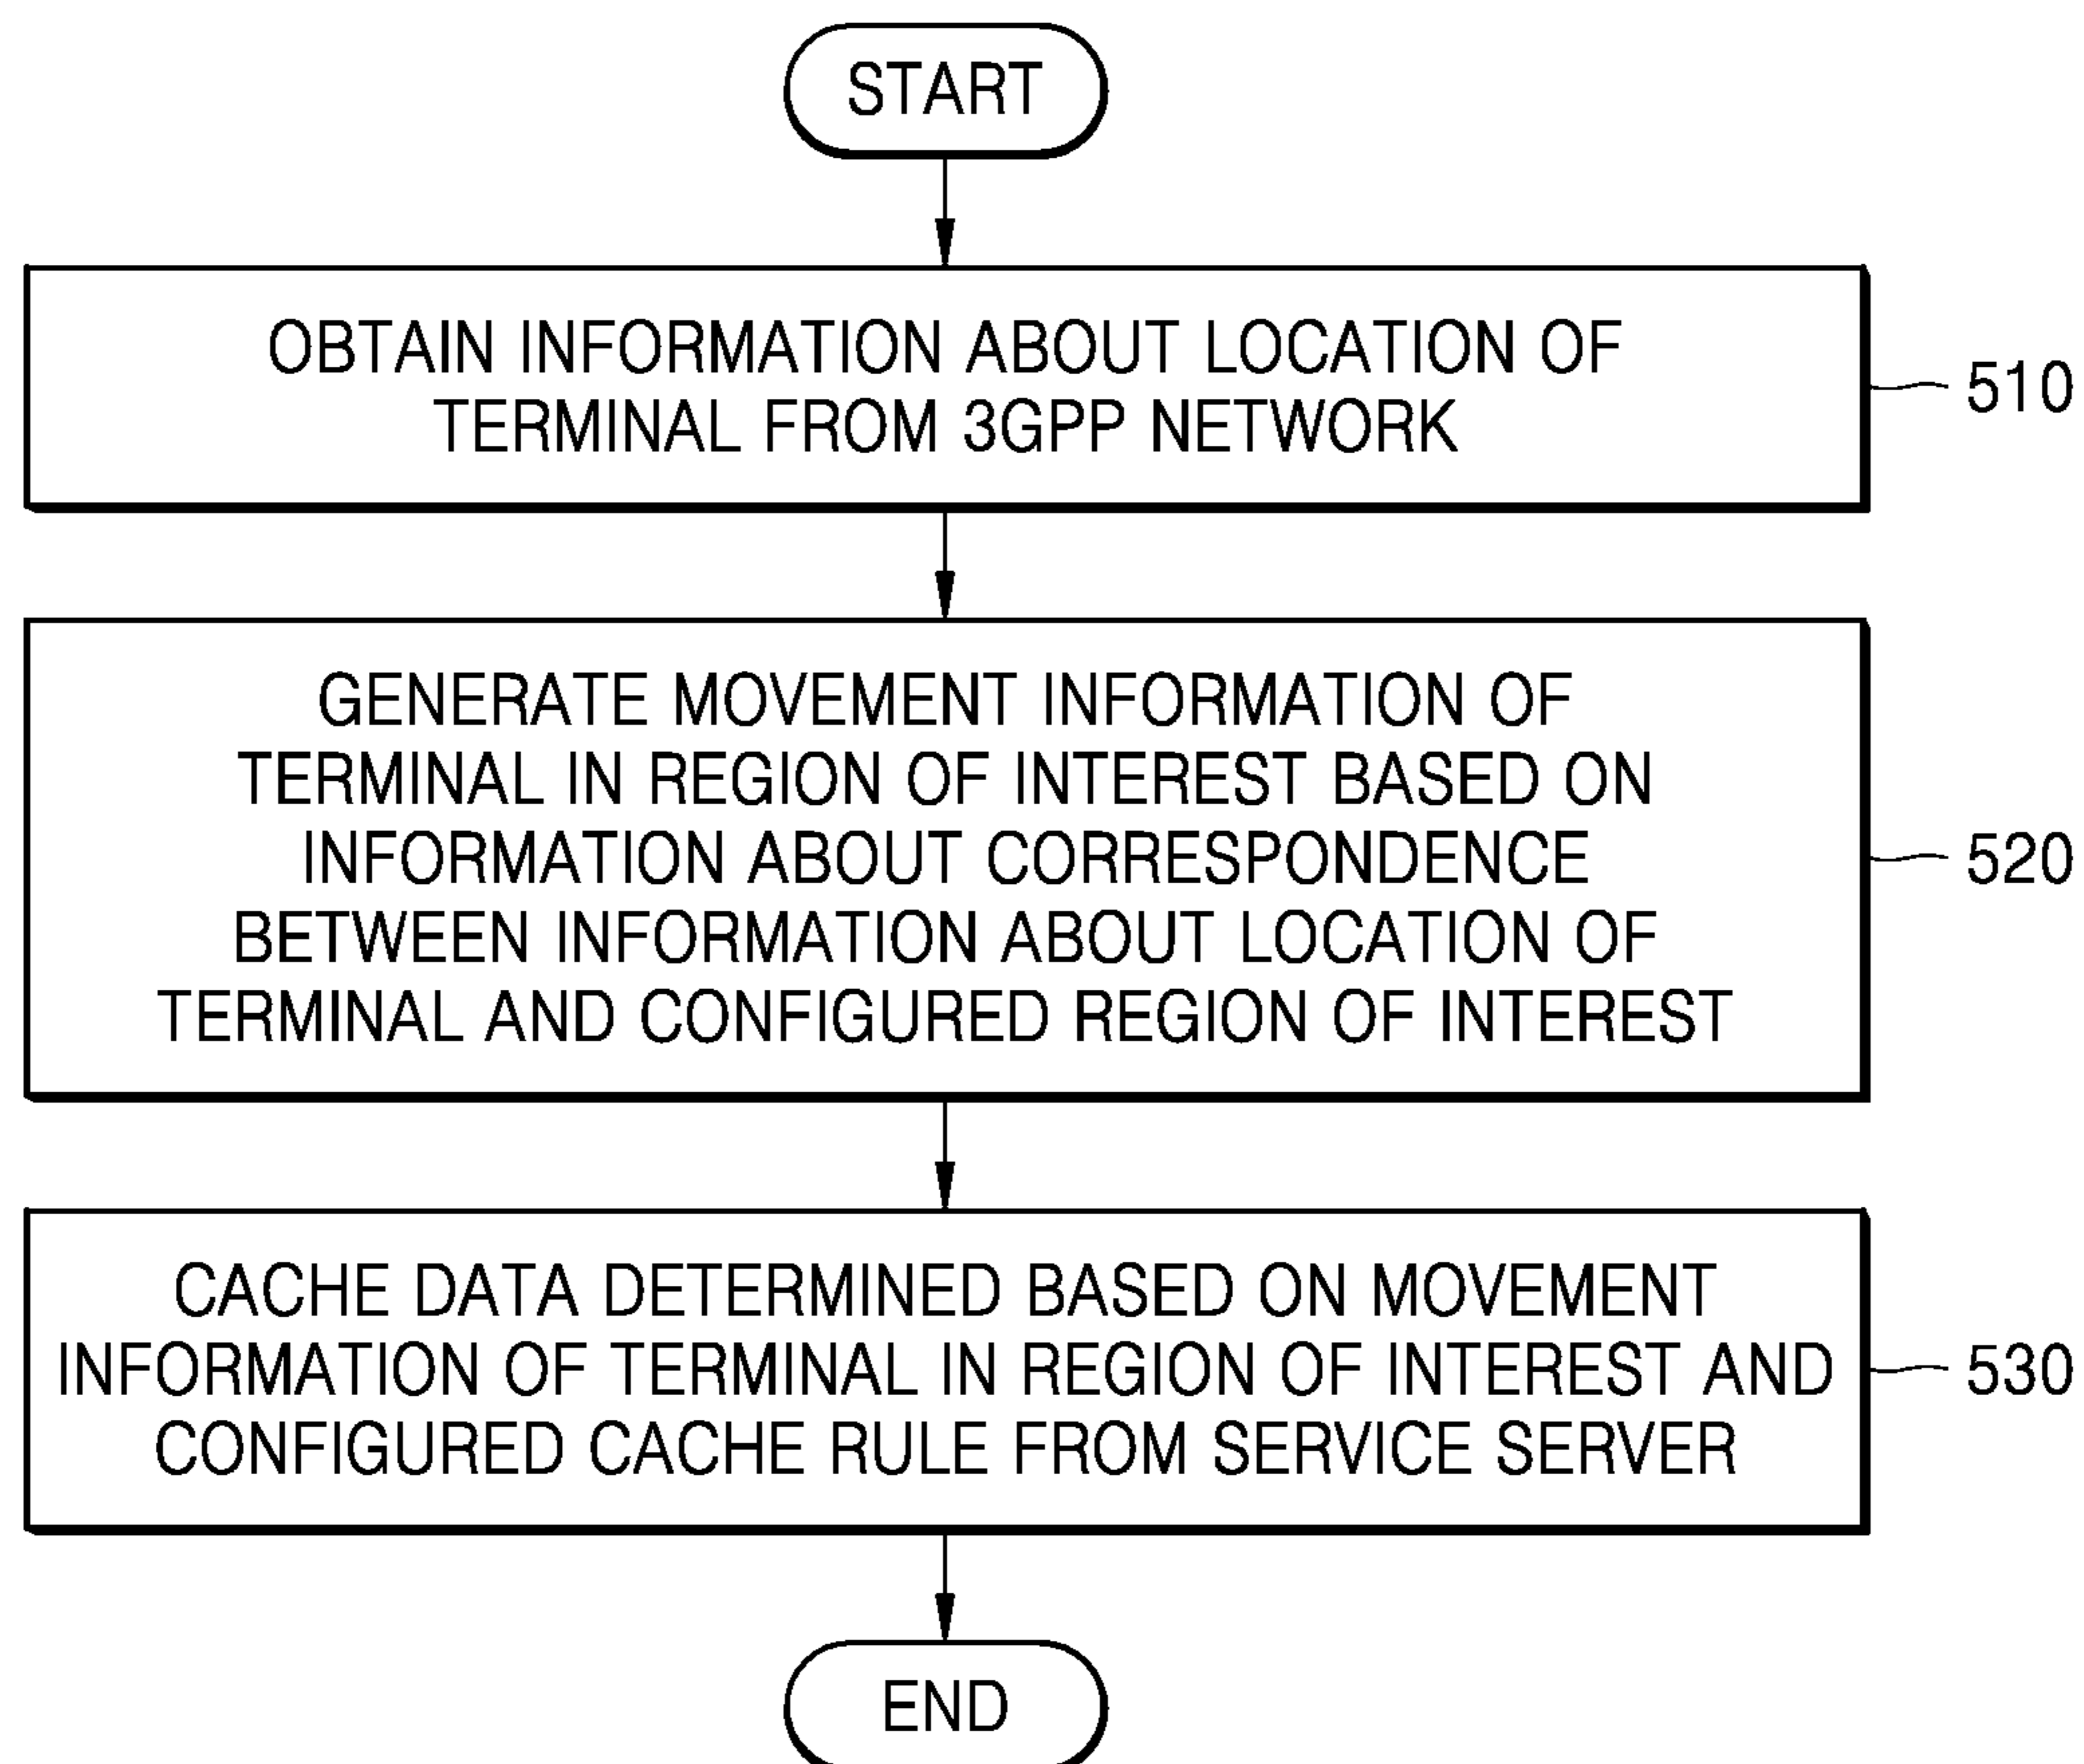 START
OBTAIN INFORMATION ABOUT LOCATION OF
TERMINAL FROM 3GPP NETWORK
510
GENERATE MOVEMENT INFORMATION OF
TERMINAL IN REGION OF INTEREST BASED ON
INFORMATION ABOUT CORRESPONDENCE
BETWEEN INFORMATION ABOUT LOCATION OF
TERMINAL AND CONFIGURED REGION OF INTEREST
520
CACHE DATA DETERMINED BASED ON MOVEMENT
INFORMATION OF TERMINAL IN REGION OF INTEREST AND
CONFIGURED CACHE RULE FROM SERVICE SERVER
530
END